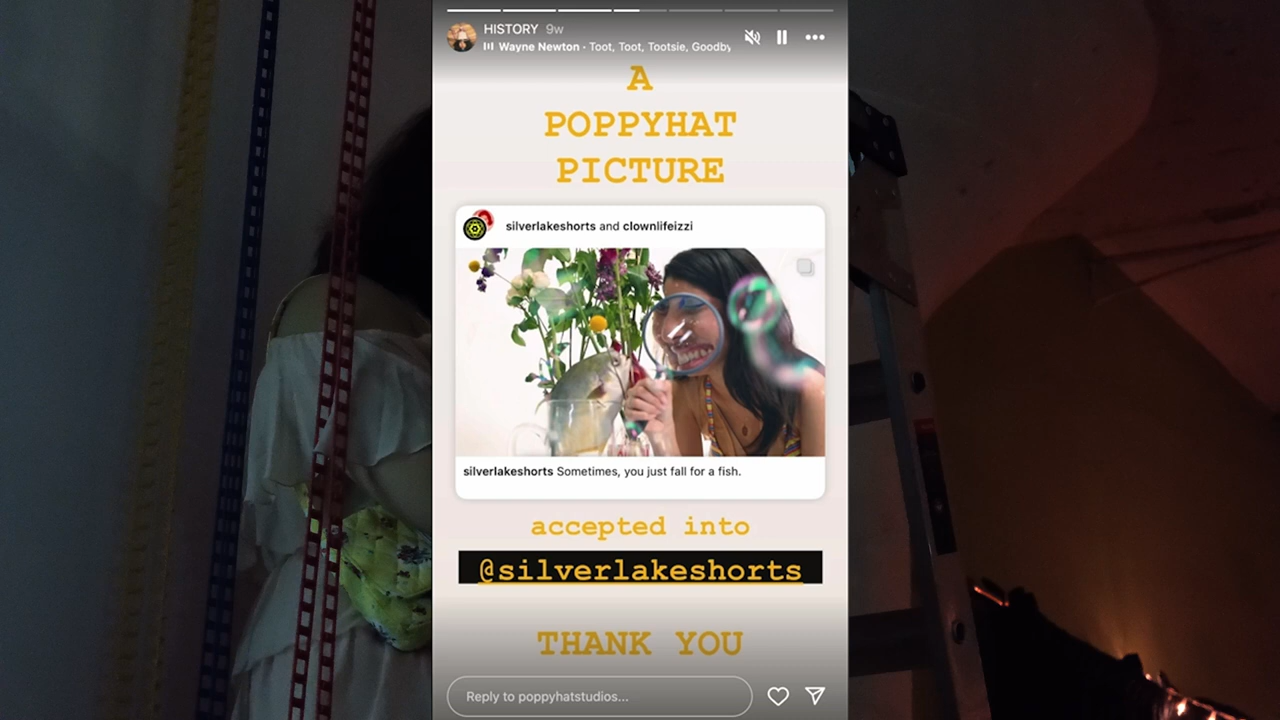 HISTORY 9w
Wayne Newton · Toot, Toot, Tootsie, Goodby
A
POPPYHAT
PICTURE
silverlakeshorts and clownlifeizzi
silverlakeshorts Sometimes, you just fall for a fish.
accepted into
@silverlakeshorts
THANK YOU
Reply to poppyhatstudios...